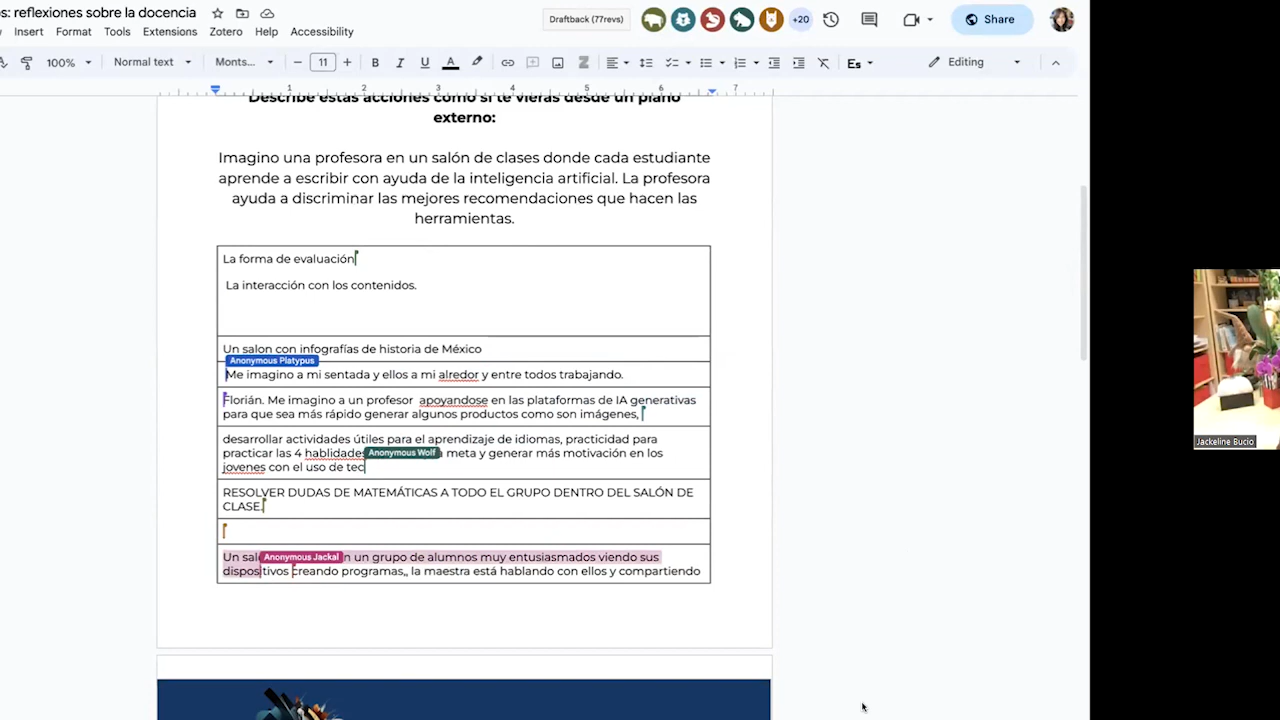 s: reflexiones sobre la docencia
Draftback (77revs)
+20
Share
Insert Format Tools Extensions Zotero Help Accessibility
100% Normal text Monts... 11 B I U A Es Editing
1 2 3 4 5 6 7
Describe estas acciones como si te vieras desde un plano
externo:
Imagino una profesora en un salón de clases donde cada estudiante
aprende a escribir con ayuda de la inteligencia artificial. La profesora
ayuda a discriminar las mejores recomendaciones que hacen las
herramientas.
La forma de evaluación
La interacción con los contenidos.
Un salon con infografías de historia de México
Anonymous Platypus
Me imagino a mi sentada y ellos a mi alredor y entre todos trabajando.
Florián. Me imagino a un profesor apoyandose en las plataformas de IA generativas
para que sea más rápido generar algunos productos como son imágenes,
desarrollar actividades útiles para el aprendizaje de idiomas, practicidad para
practicar las 4 hablidades Anonymous Wolf meta y generar más motivación en los
jovenes con el uso de tec
RESOLVER DUDAS DE MATEMÁTICAS A TODO EL GRUPO DENTRO DEL SALÓN DE
CLASE.
Un Anonymous Jackal n un grupo de alumnos muy entusiasmados viendo sus
dispositivos creando programas,, la maestra está hablando con ellos y compartiendo
Jackeline Bucio